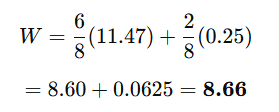 W = 6/8 (11.47) + 2/8 (0.25)
= 8.60 + 0.0625 = 8.66